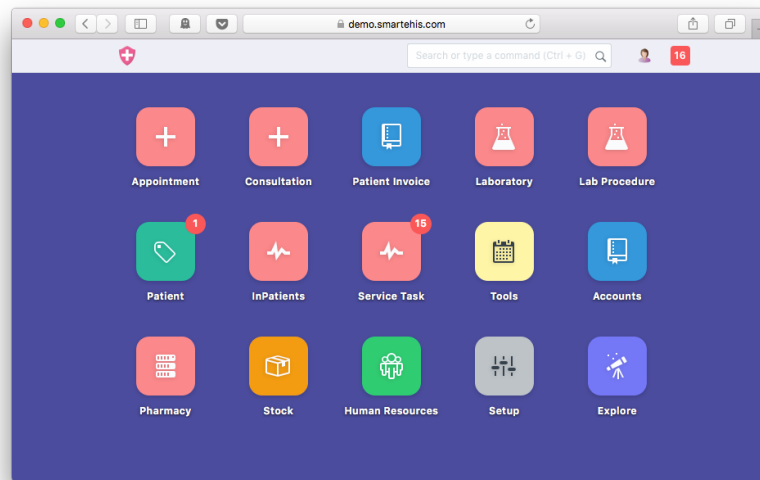 demo.smartehis.com
Search or type a command (Ctrl + G)
16
Appointment Consultation Patient Invoice Laboratory Lab Procedure
1 15
Patient InPatients Service Task Tools Accounts
Pharmacy Stock Human Resources Setup Explore